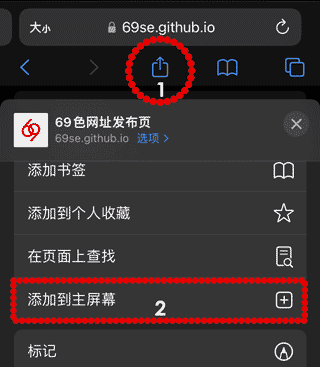 大小 69se.github.io
1
69色网址发布页
69se.github.io 选项 >
添加书签
添加到个人收藏
在页面上查找
添加到主屏幕
2
标记